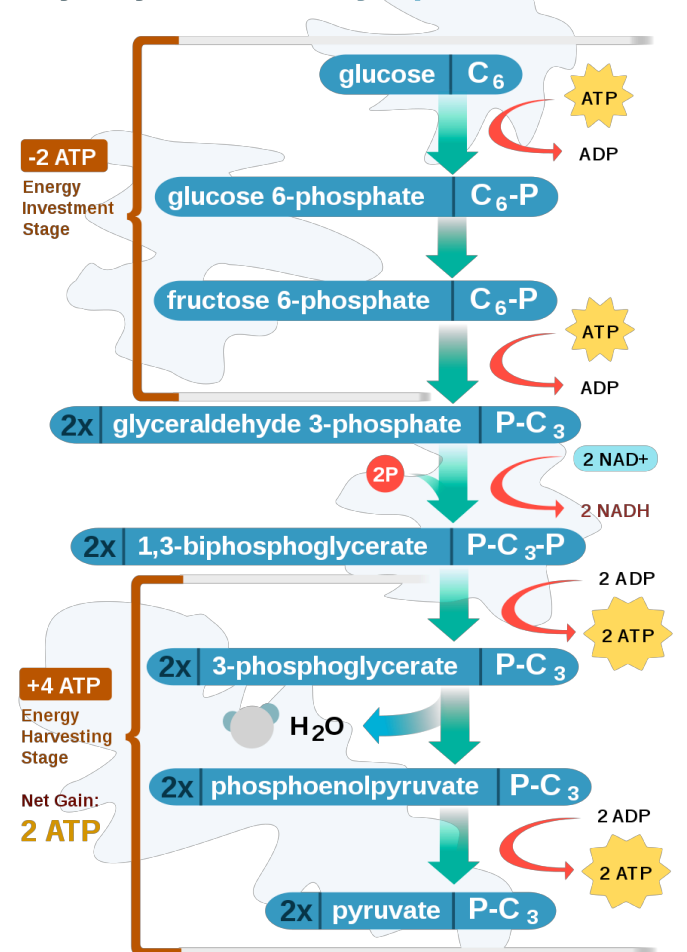 glucose C6
ATP
ADP
-2 ATP
Energy
Investment
Stage
glucose 6-phosphate C6-P
fructose 6-phosphate C6-P
ATP
ADP
2x glyceraldehyde 3-phosphate P-C3
2P
2 NAD+
2 NADH
2x 1,3-biphosphoglycerate P-C3-P
2 ADP
2 ATP
2x 3-phosphoglycerate P-C3
+4 ATP
Energy
Harvesting
Stage
H2O
2x phosphoenolpyruvate P-C3
Net Gain:
2 ATP
2 ADP
2 ATP
2x pyruvate P-C3